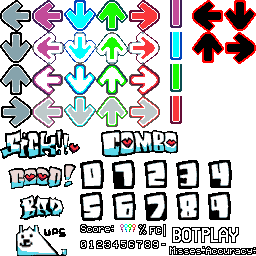 SICK!! COMBO
GOOD!
0 1 2 3 4
BAD
5 6 7 8 9
UPS
Score: ???% FC|
BOTPLAY
0123456789-
Misses·Accuracy: